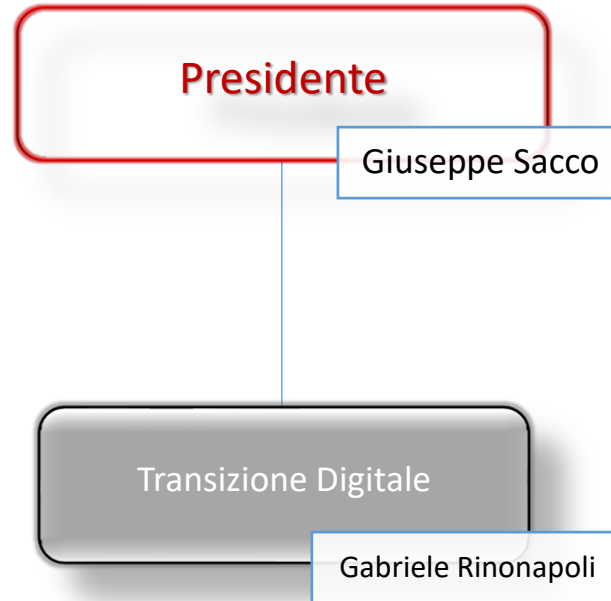 Presidente
Giuseppe Sacco
Transizione Digitale
Gabriele Rinonapoli